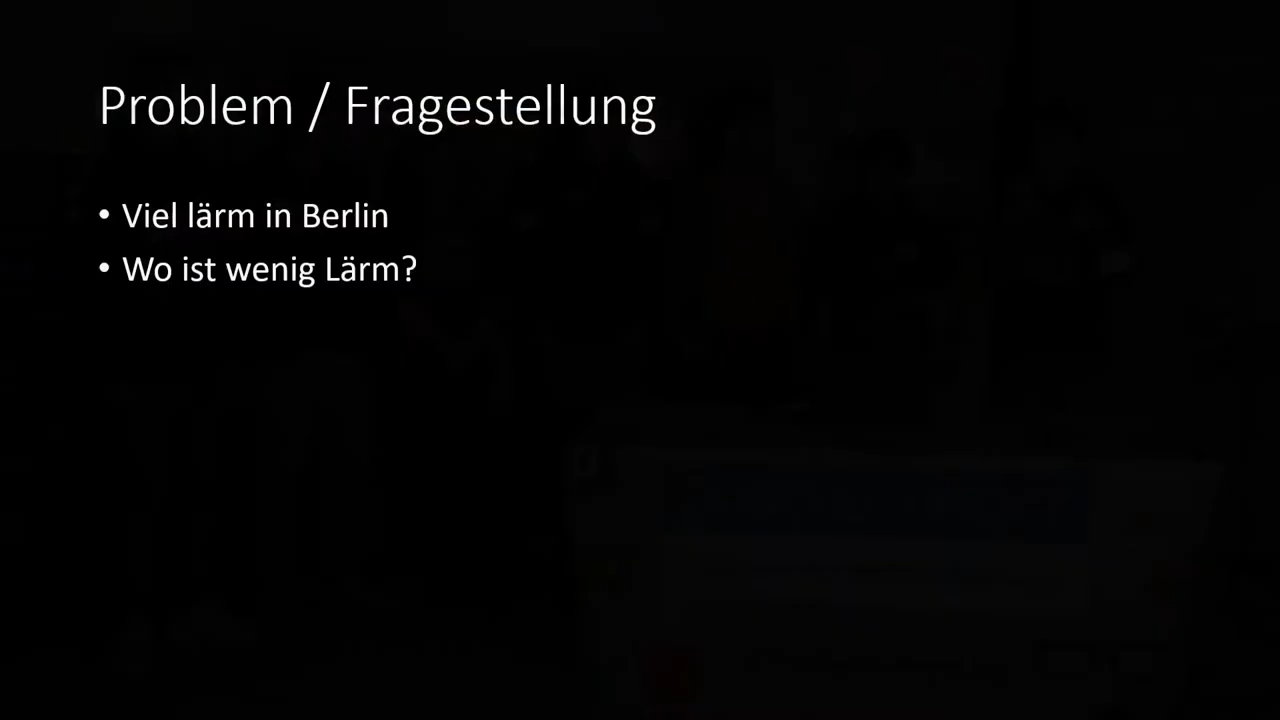 Problem / Fragestellung
• Viel lärm in Berlin
• Wo ist wenig Lärm?